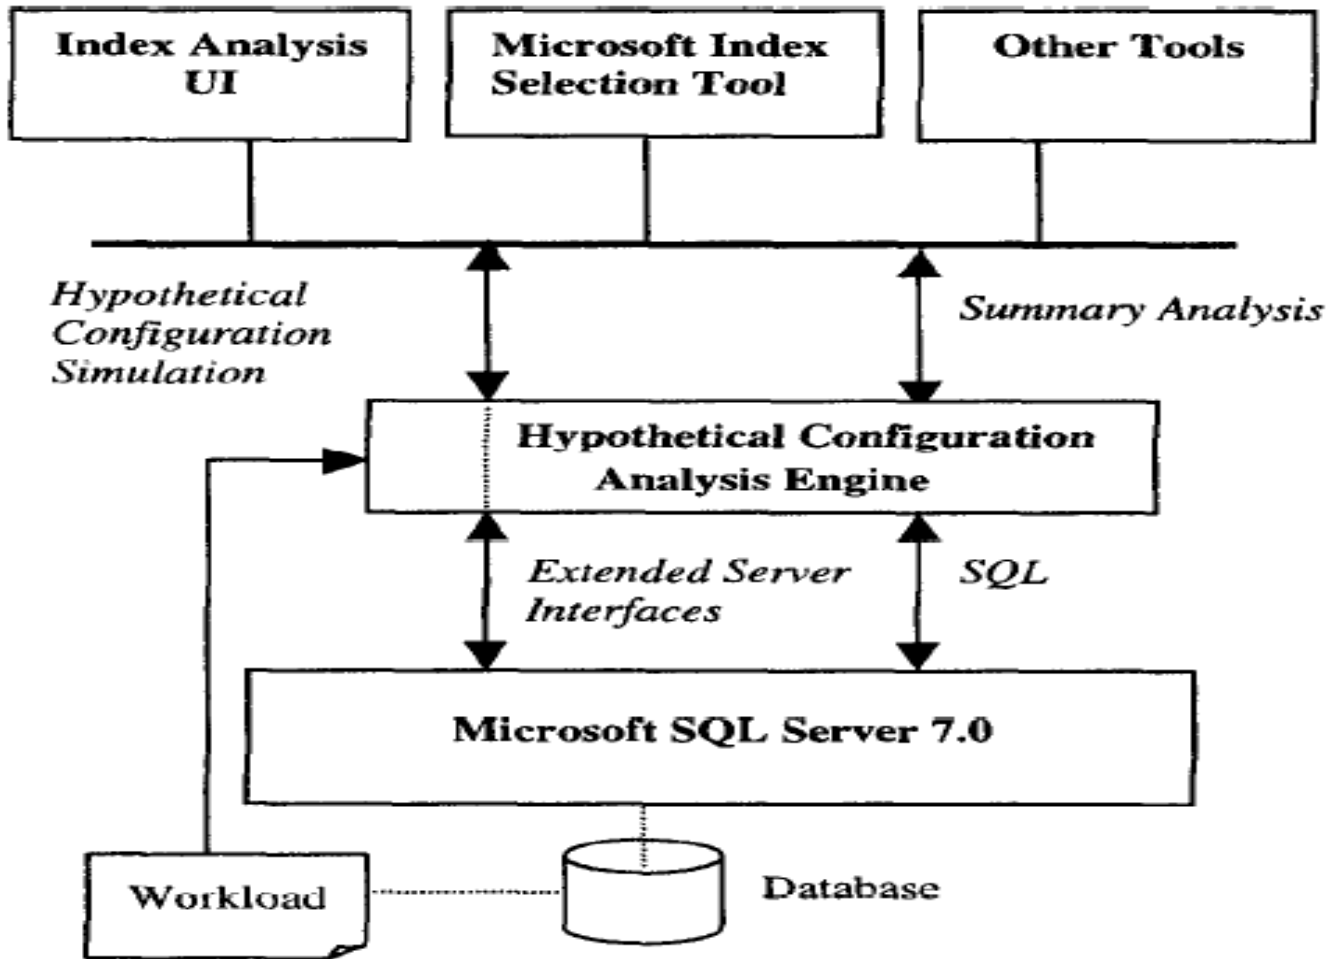 Index Analysis
UI
Microsoft Index
Selection Tool
Other Tools
Hypothetical
Configuration
Simulation
Summary Analysis
Hypothetical Configuration
Analysis Engine
Extended Server
Interfaces
SQL
Microsoft SQL Server 7.0
Workload
Database